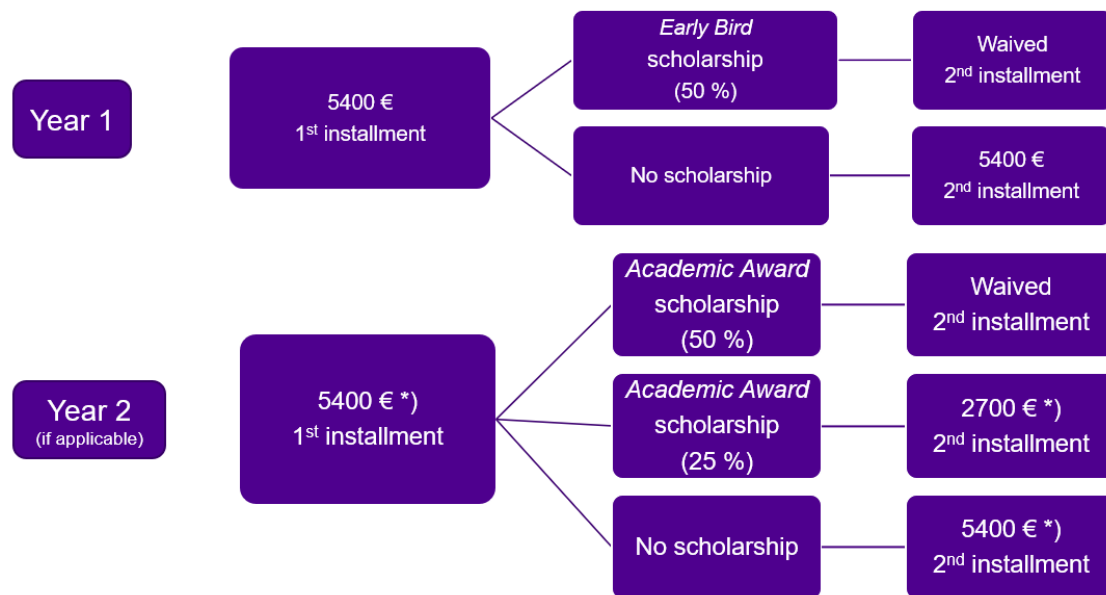 Year 1
5400 €
1st installment
Early Bird
scholarship
(50 %)
Waived
2nd installment
No scholarship
5400 €
2nd installment
Year 2
(if applicable)
5400 € *)
1st installment
Academic Award
scholarship
(50 %)
Waived
2nd installment
Academic Award
scholarship
(25 %)
2700 € *)
2nd installment
No scholarship
5400 € *)
2nd installment